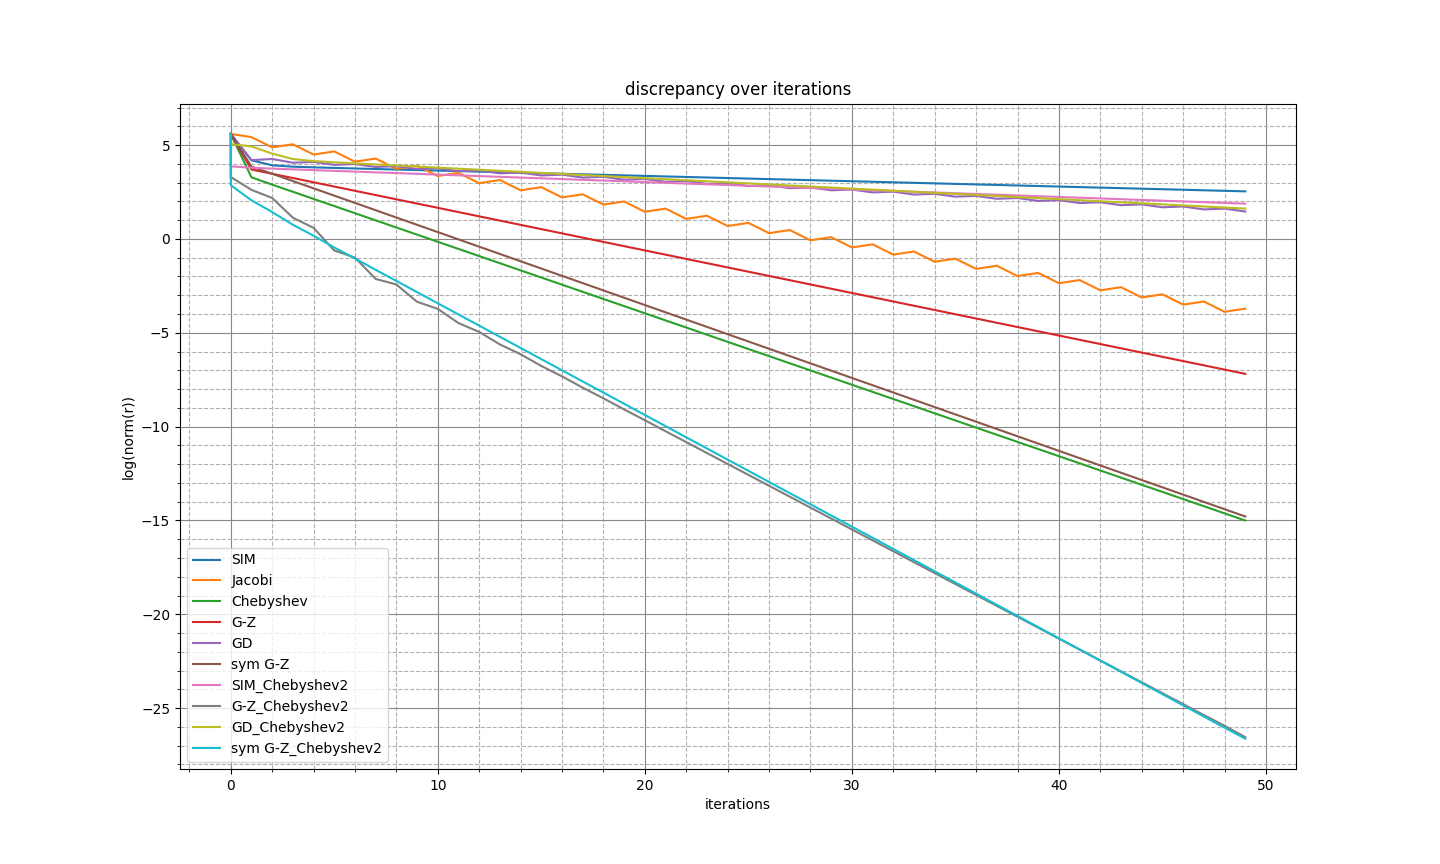 discrepancy over iterations
log(norm(r))
5
0
−5
−10
−15
−20
−25
SIM
Jacobi
Chebyshev
G-Z
GD
sym G-Z
SIM_Chebyshev2
G-Z_Chebyshev2
GD_Chebyshev2
sym G-Z_Chebyshev2
0 10 20 30 40 50
iterations